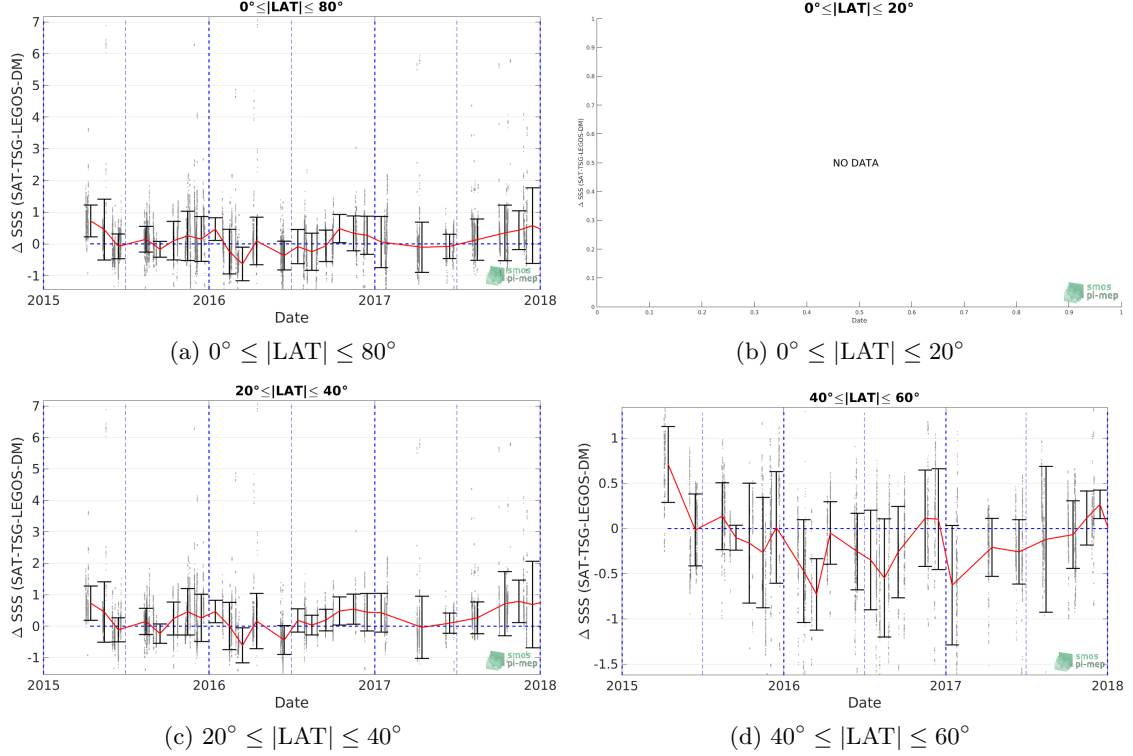 0°≤|LAT|≤ 80°
Δ SSS (SAT-TSG-LEGOS-DM)
7
6
5
4
3
2
1
0
-1
2015 2016 2017 2018
Date
smos
pi-mep
(a) 0° ≤ |LAT| ≤ 80°
0°≤|LAT|≤ 20°
Δ SSS (SAT-TSG-LEGOS-DM)
1
0.9
0.8
0.7
0.6
0.5
0.4
0.3
0.2
0.1
0
NO DATA
0 0.1 0.2 0.3 0.4 0.5 0.6 0.7 0.8 0.9 1
Date
smos
pi-mep
(b) 0° ≤ |LAT| ≤ 20°
20°≤|LAT|≤ 40°
Δ SSS (SAT-TSG-LEGOS-DM)
7
6
5
4
3
2
1
0
-1
2015 2016 2017 2018
Date
smos
pi-mep
(c) 20° ≤ |LAT| ≤ 40°
40°≤|LAT|≤ 60°
Δ SSS (SAT-TSG-LEGOS-DM)
1
0.5
0
-0.5
-1
-1.5
2015 2016 2017 2018
Date
smos
pi-mep
(d) 40° ≤ |LAT| ≤ 60°